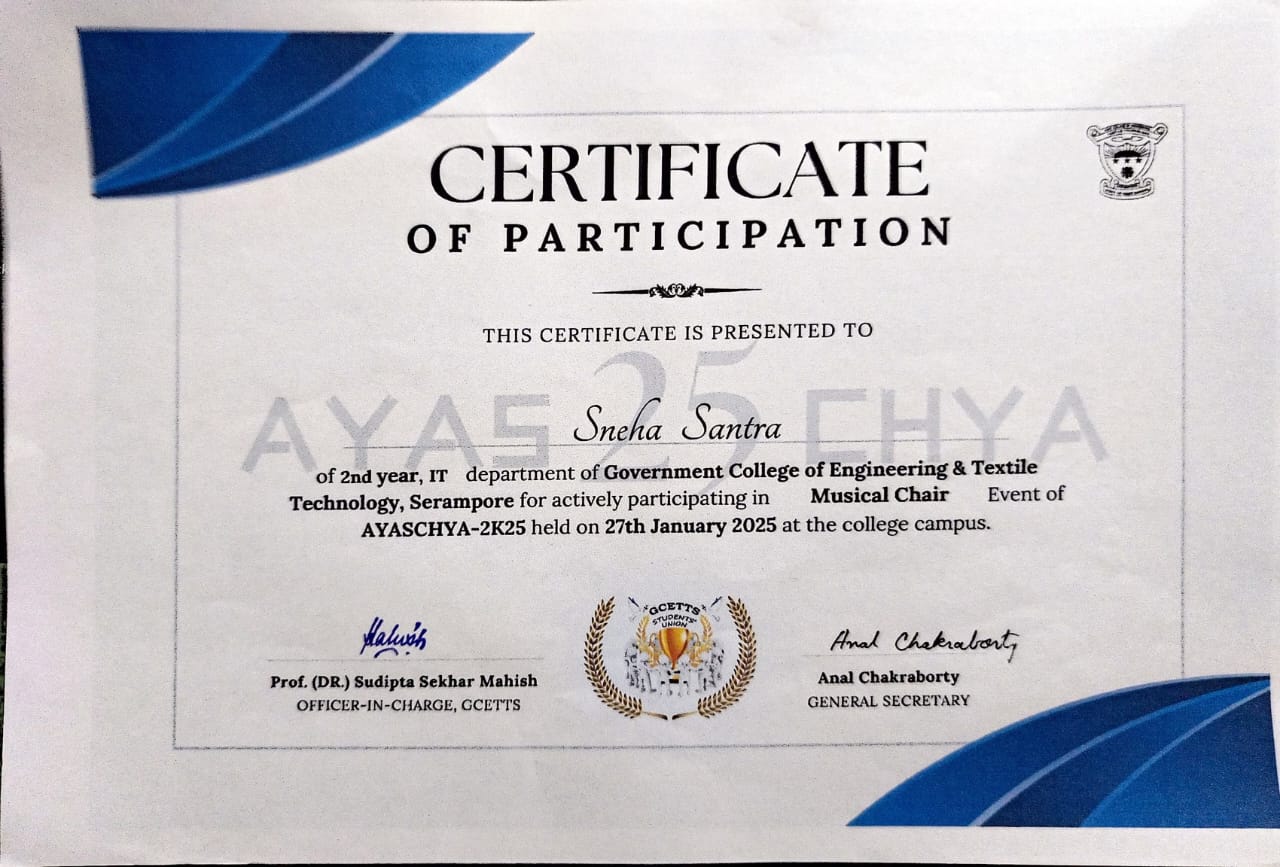 CERTIFICATE
OF PARTICIPATION
THIS CERTIFICATE IS PRESENTED TO
AYAS 25 CHYA
Sneha Santra
of 2nd year, IT department of Government College of Engineering & Textile
Technology, Serampore for actively participating in Musical Chair Event of
AYASCHYA-2K25 held on 27th January 2025 at the college campus.
GCETTS
STUDENTS'
UNION
Anal Chakraborty
Prof. (DR.) Sudipta Sekhar Mahish
OFFICER-IN-CHARGE, GCETTS
Anal Chakraborty
GENERAL SECRETARY